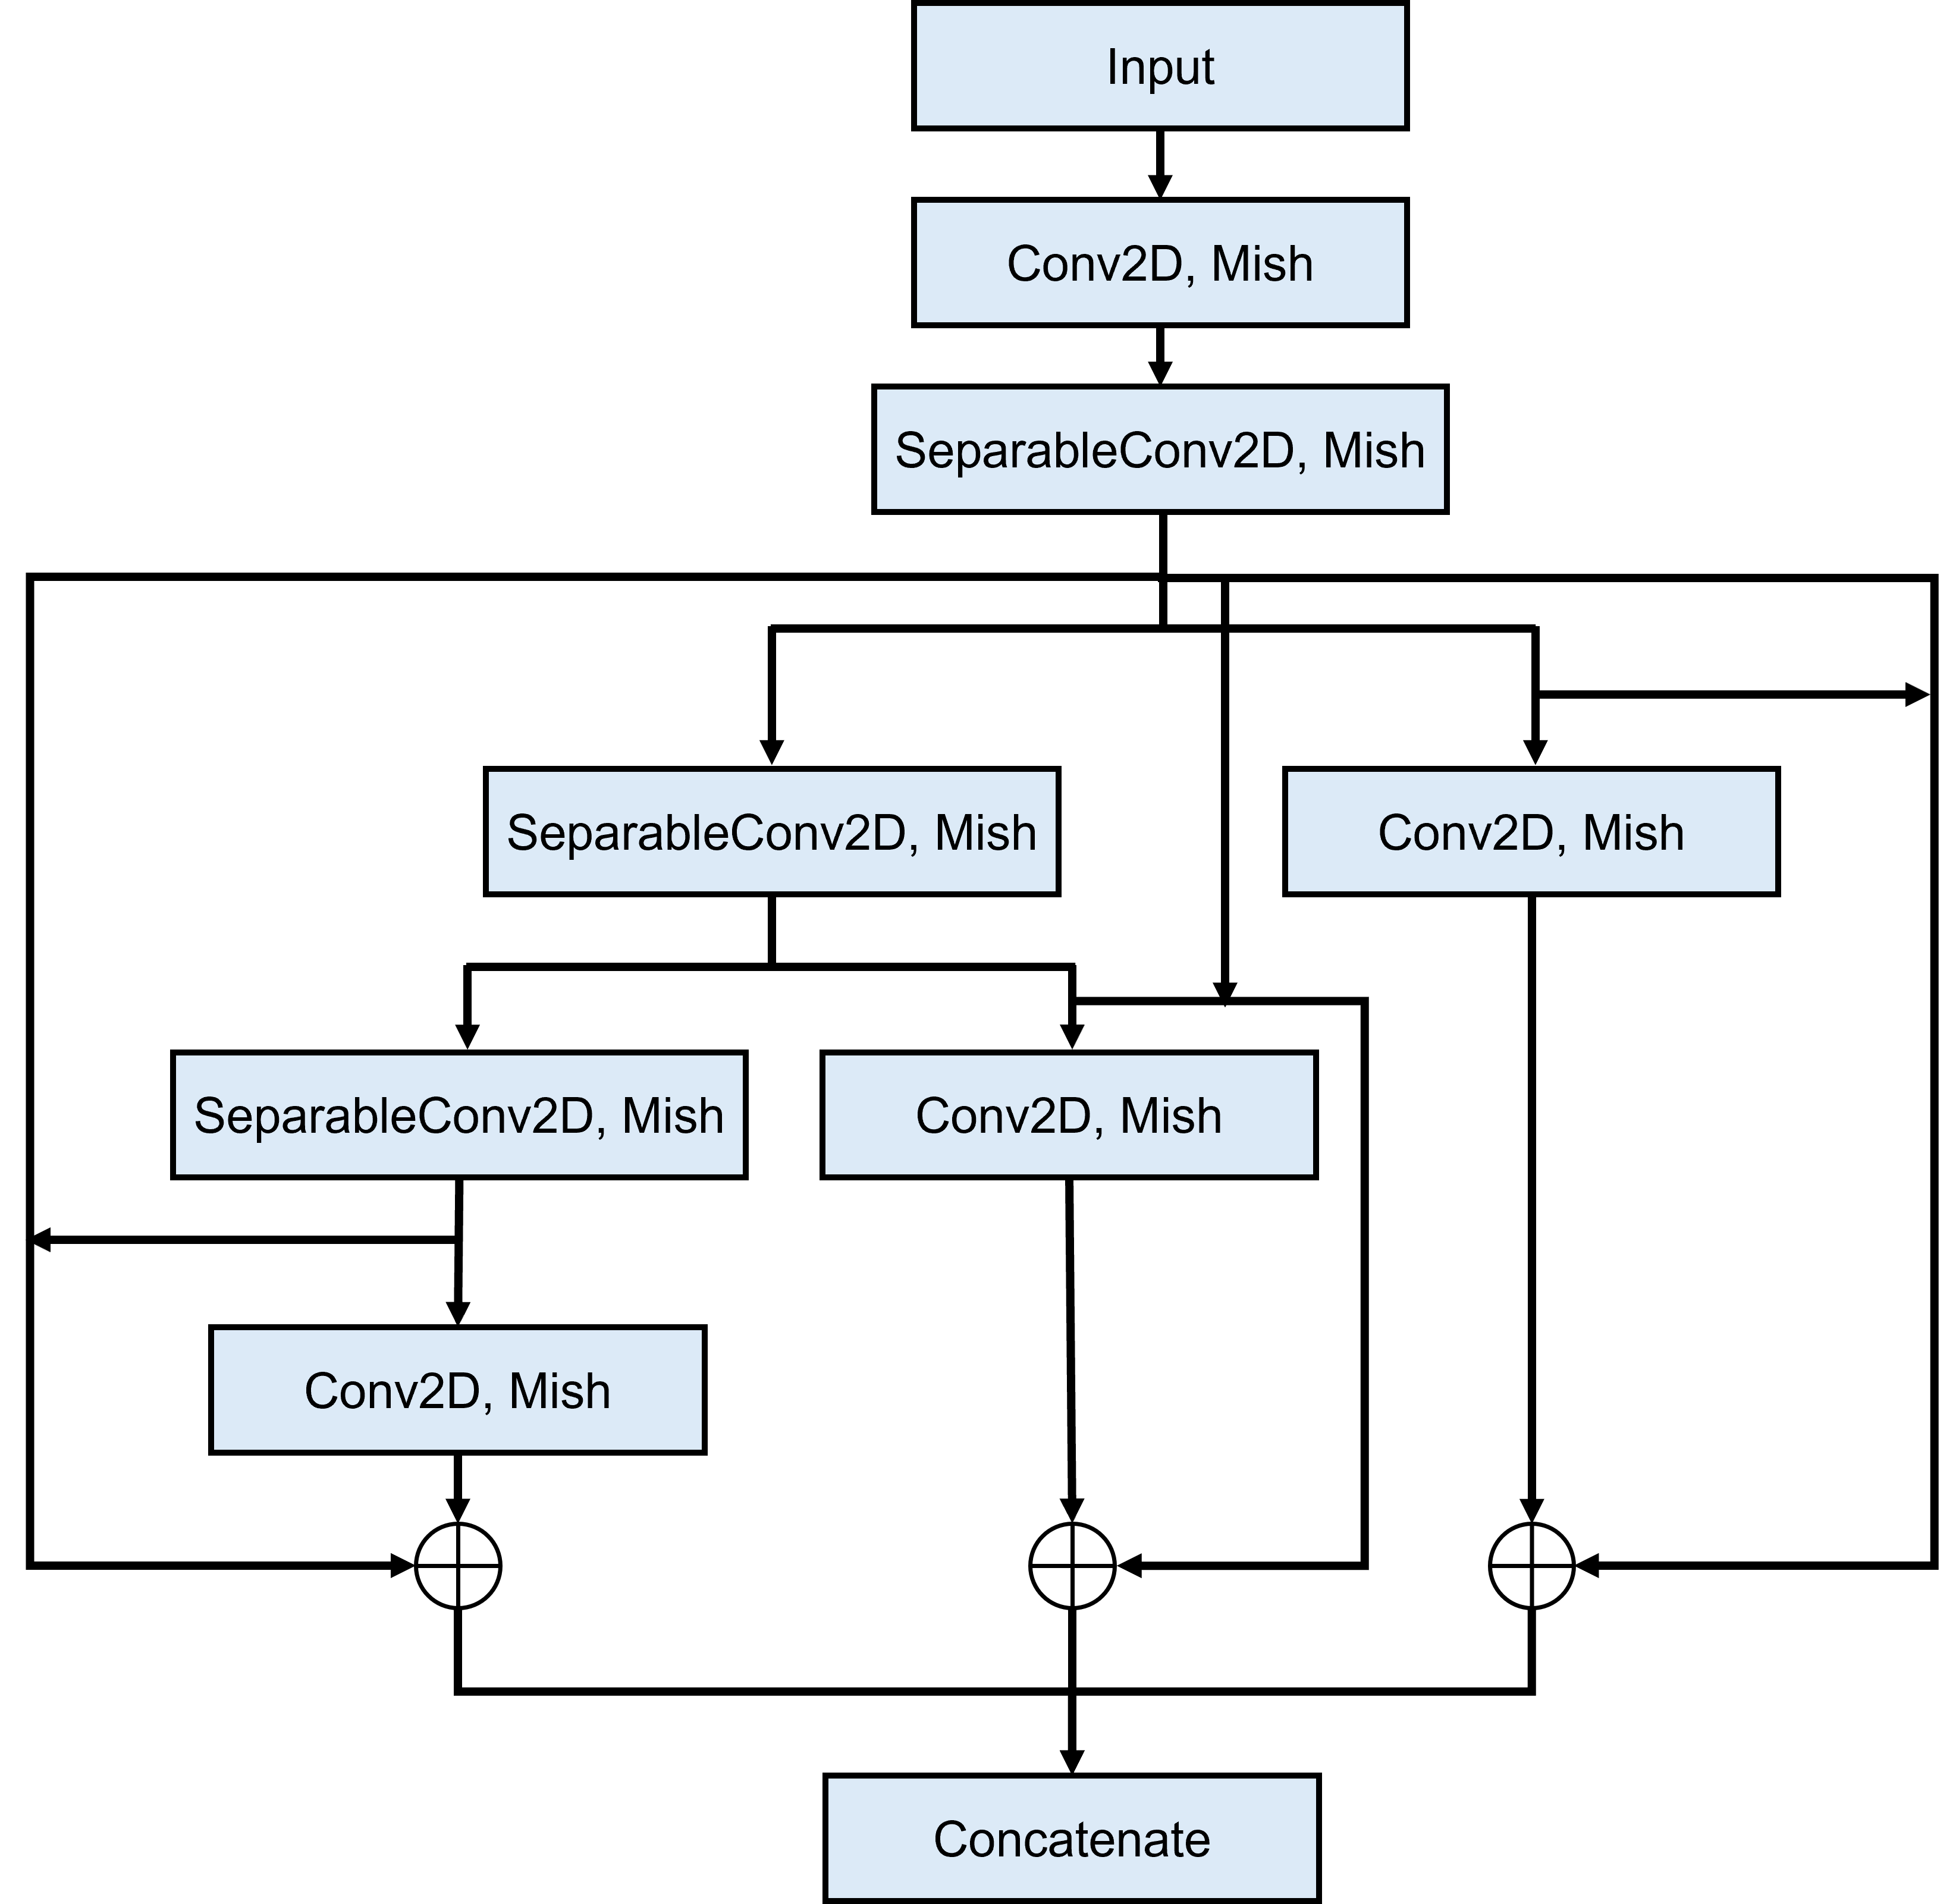 Input
Conv2D, Mish
SeparableConv2D, Mish
SeparableConv2D, Mish
Conv2D, Mish
SeparableConv2D, Mish
Conv2D, Mish
Conv2D, Mish
Concatenate